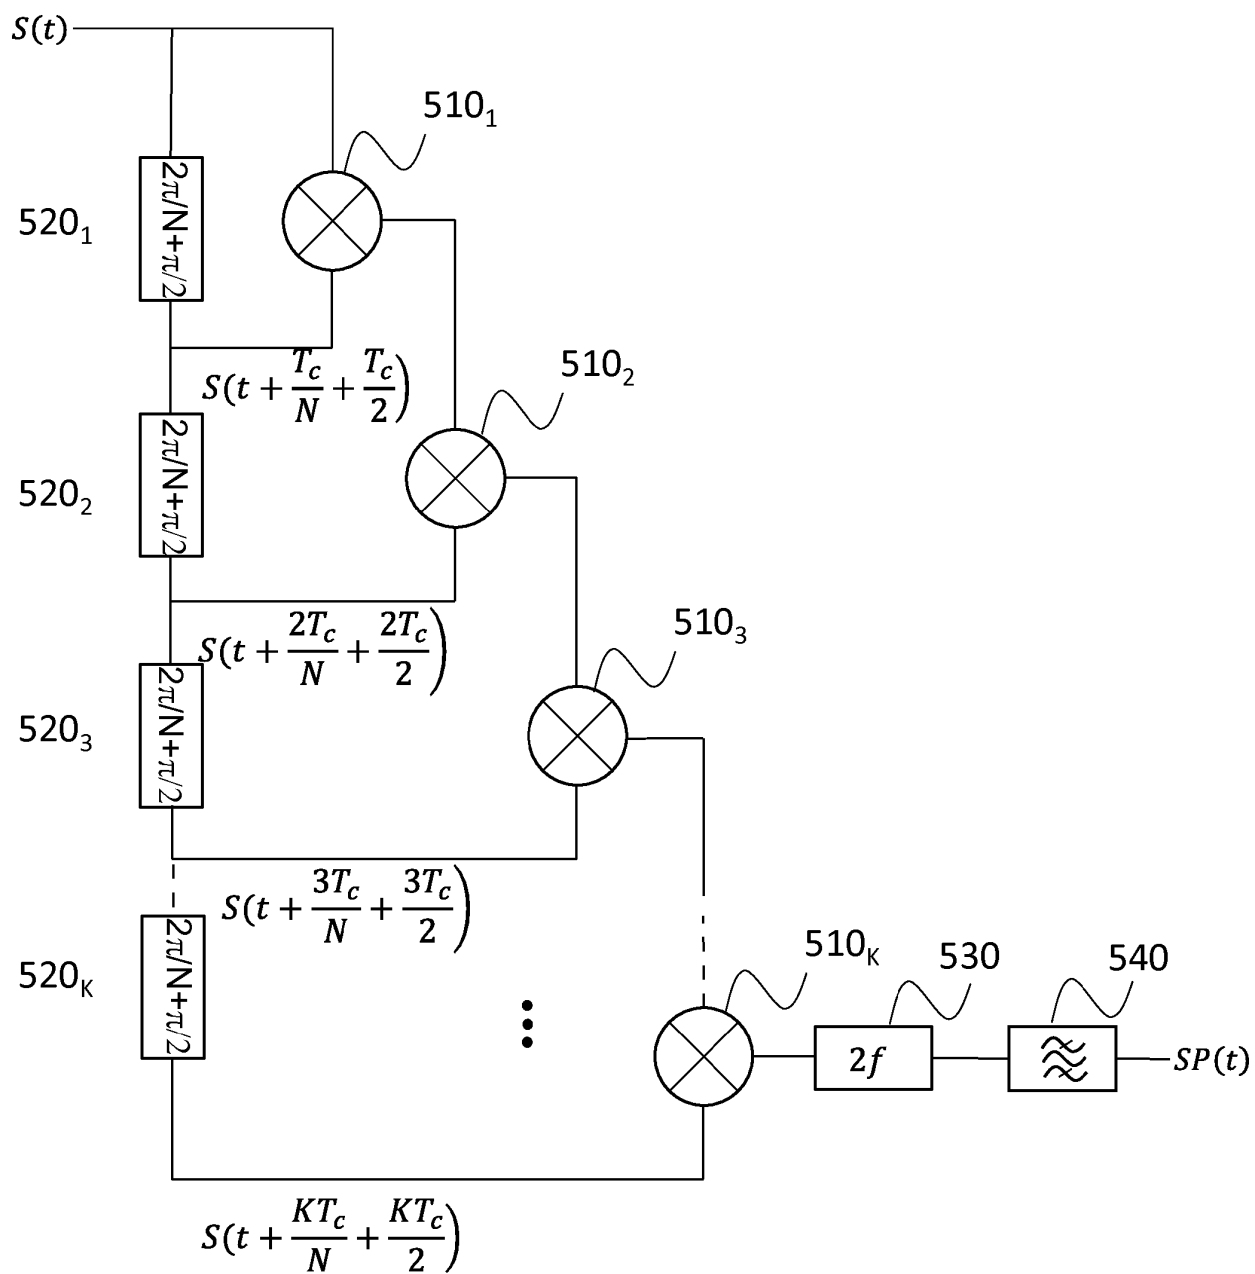 S(t)
510₁
2π/N+π/2
520₁
S(t + T_c/N + T_c/2)
510₂
2π/N+π/2
520₂
S(t + 2T_c/N + 2T_c/2)
510₃
2π/N+π/2
520₃
S(t + 3T_c/N + 3T_c/2)
510_K
530
540
2π/N+π/2
520_K
2f
SP(t)
S(t + KT_c/N + KT_c/2)